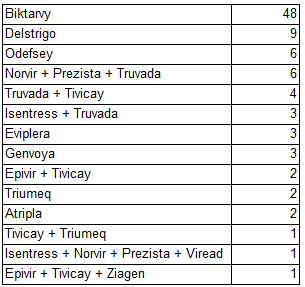 Biktarvy 48
Delstrigo 9
Odefsey 6
Norvir + Prezista + Truvada 6
Truvada + Tivicay 4
Isentress + Truvada 3
Eviplera 3
Genvoya 3
Epivir + Tivicay 2
Triumeq 2
Atripla 2
Tivicay + Triumeq 1
Isentress + Norvir + Prezista + Viread 1
Epivir + Tivicay + Ziagen 1